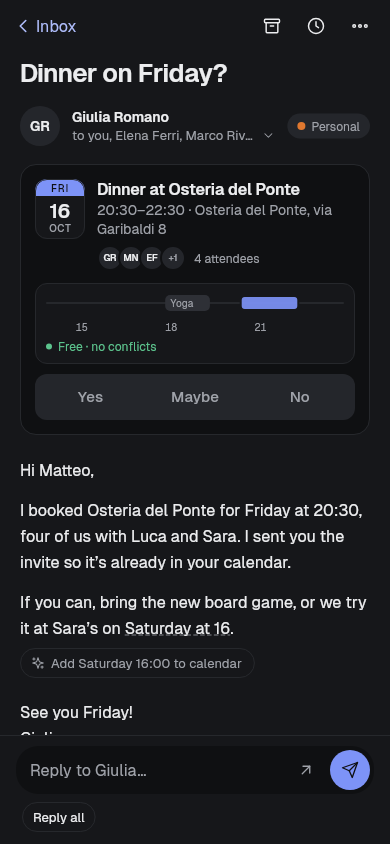 Inbox
Dinner on Friday?
GR
Giulia Romano
to you, Elena Ferri, Marco Riv…
Personal
FRI
16
OCT
Dinner at Osteria del Ponte
20:30–22:30 · Osteria del Ponte, via
Garibaldi 8
GR MN EF +1 4 attendees
Yoga
15 18 21
Free · no conflicts
Yes Maybe No
Hi Matteo,
I booked Osteria del Ponte for Friday at 20:30,
four of us with Luca and Sara. I sent you the
invite so it’s already in your calendar.
If you can, bring the new board game, or we try
it at Sara’s on Saturday at 16.
Add Saturday 16:00 to calendar
See you Friday!
Reply to Giulia…
Reply all